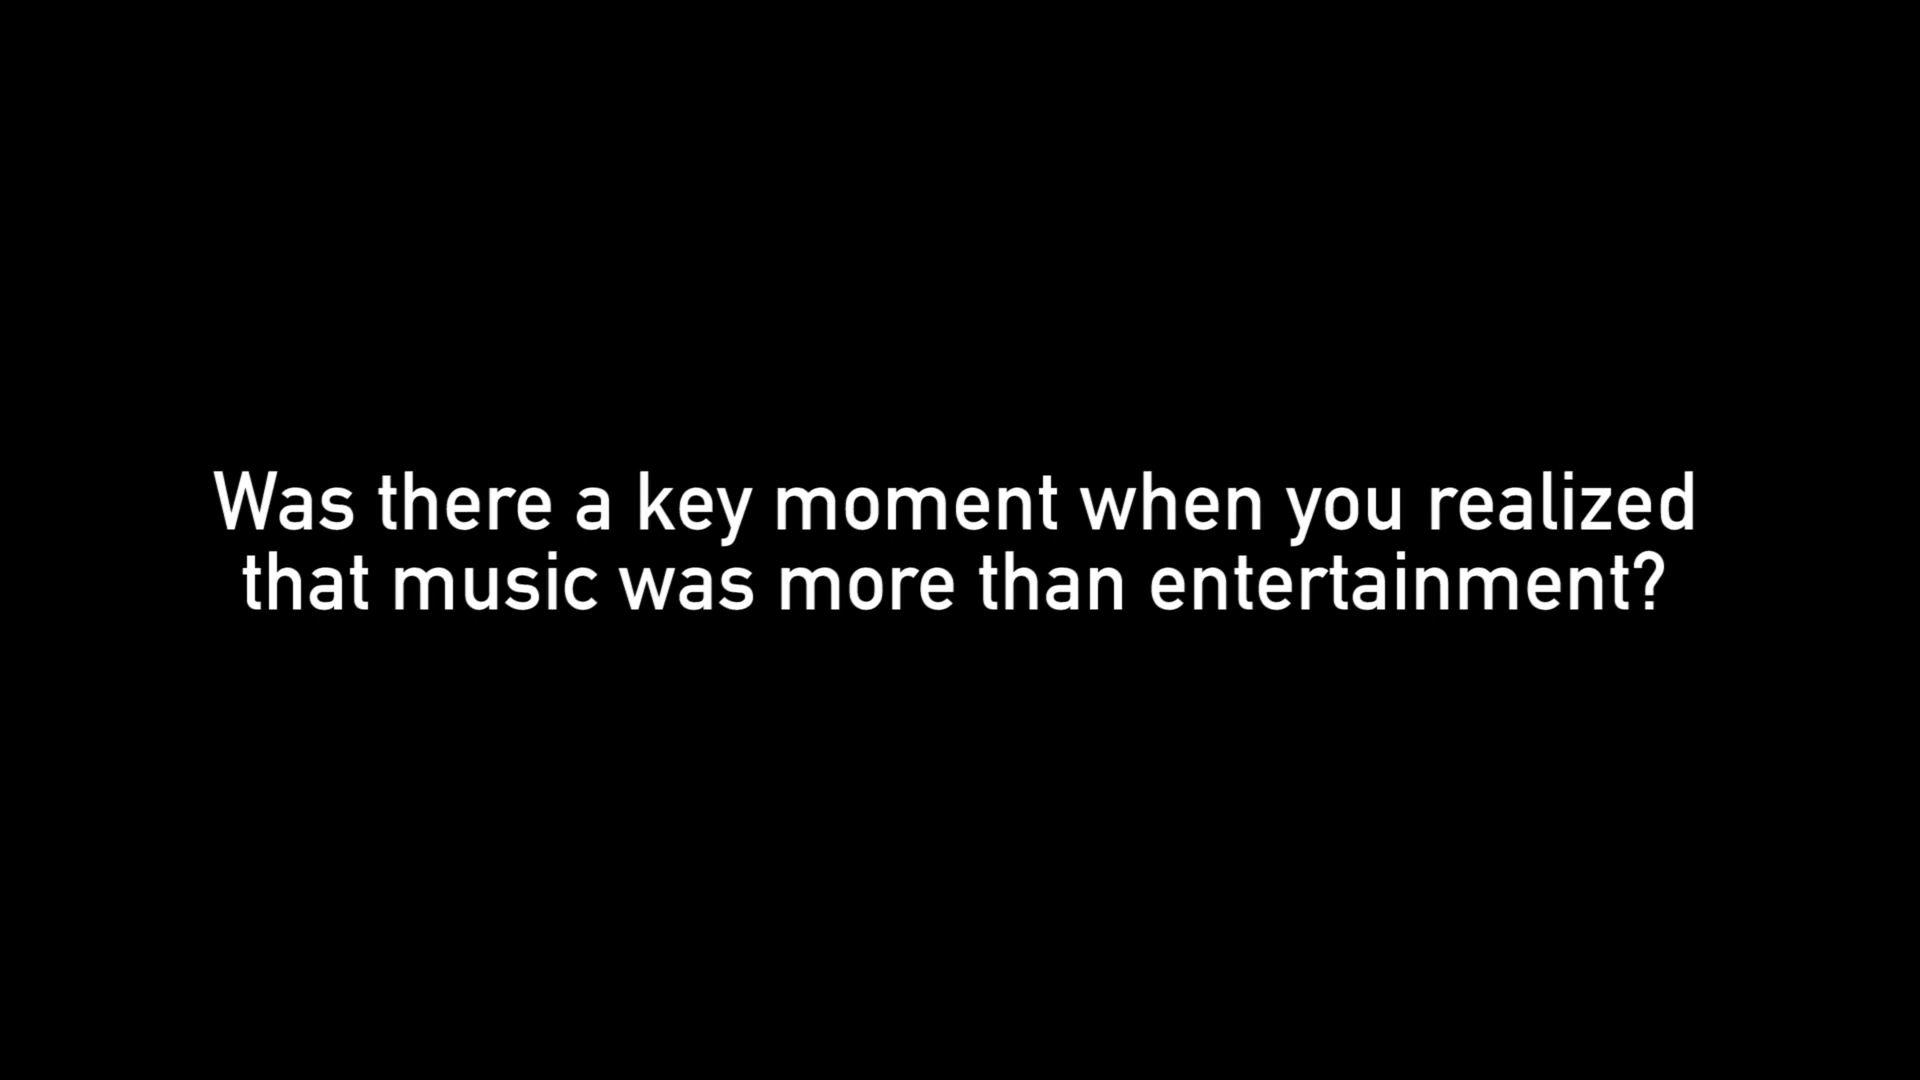 Was there a key moment when you realized
that music was more than entertainment?